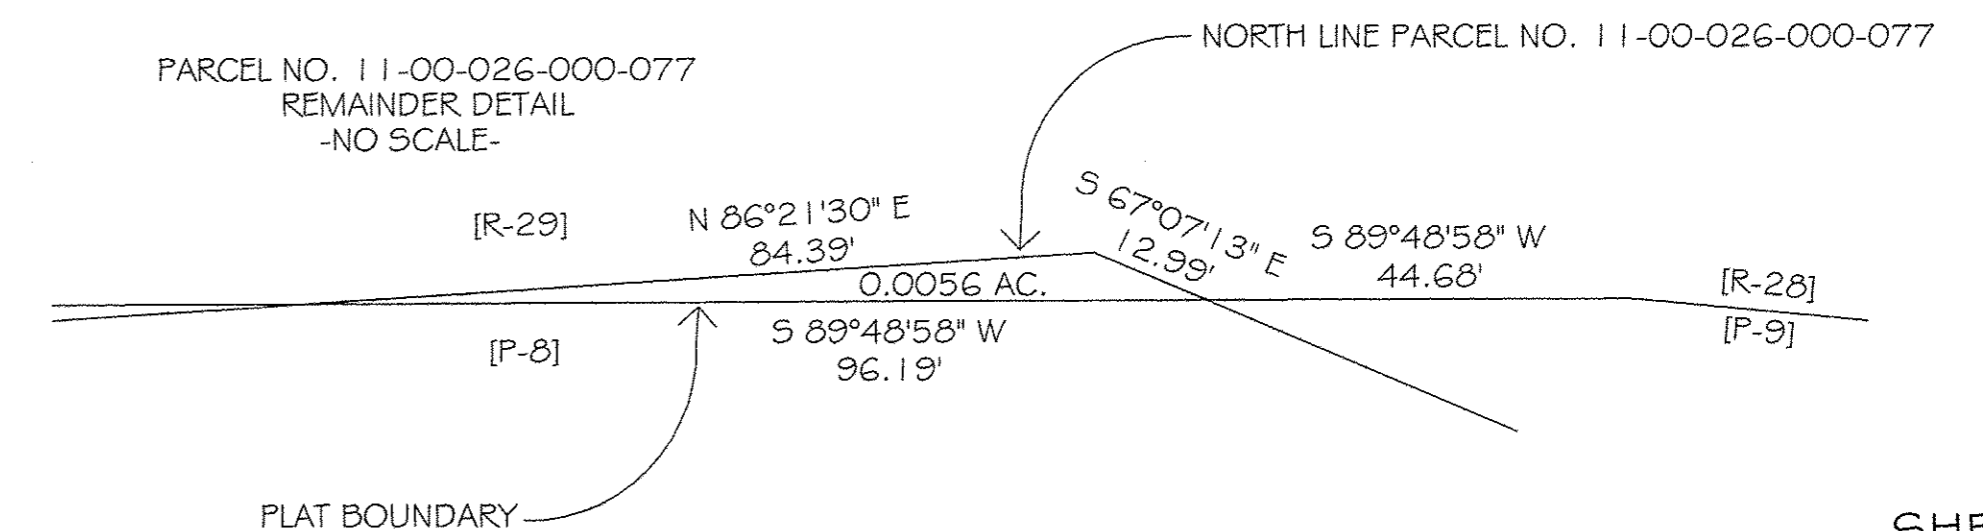 NORTH LINE PARCEL NO. 11-00-026-000-077
PARCEL NO. 11-00-026-000-077
REMAINDER DETAIL
-NO SCALE-
[R-29]
N 86°21'30" E
84.39'
S 67°07'13" E
12.99'
S 89°48'58" W
44.68'
0.0056 AC.
[R-28]
[P-8]
S 89°48'58" W
96.19'
[P-9]
PLAT BOUNDARY